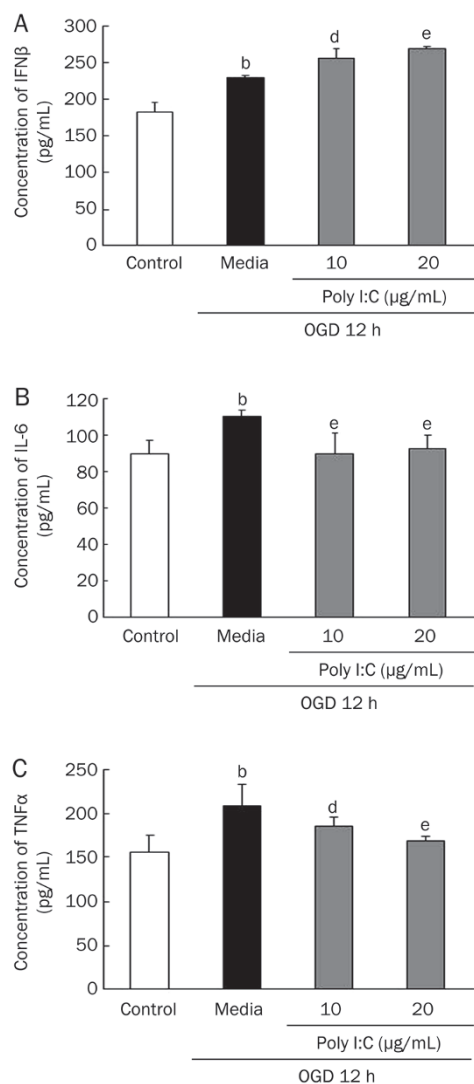 A
Concentration of IFNβ
(pg/mL)
300
250
200
150
100
50
0
b
d
e
Control Media 10 20
Poly I:C (µg/mL)
OGD 12 h
B
Concentration of IL-6
(pg/mL)
120
100
80
60
40
20
0
b
e
e
Control Media 10 20
Poly I:C (µg/mL)
OGD 12 h
C
Concentration of TNFα
(pg/mL)
250
200
150
100
50
0
b
d
e
Control Media 10 20
Poly I:C (µg/mL)
OGD 12 h